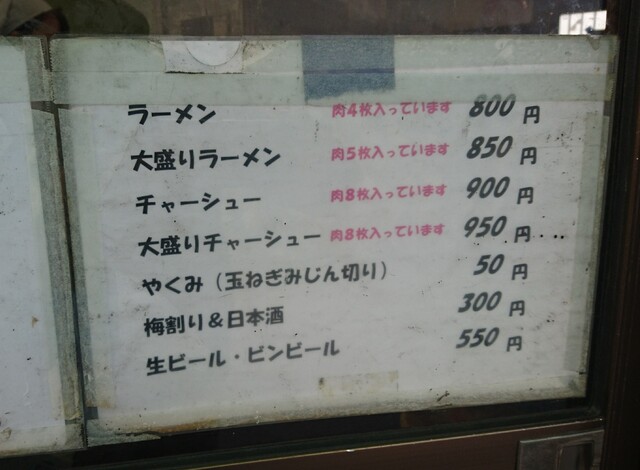 ラーメン 肉4枚入っています 800円
大盛りラーメン 肉5枚入っています 850円
チャーシュー 肉8枚入っています 900円
大盛りチャーシュー 肉8枚入っています 950円
やくみ（玉ねぎみじん切り） 50円
梅割り&日本酒 300円
生ビール・ビンビール 550円